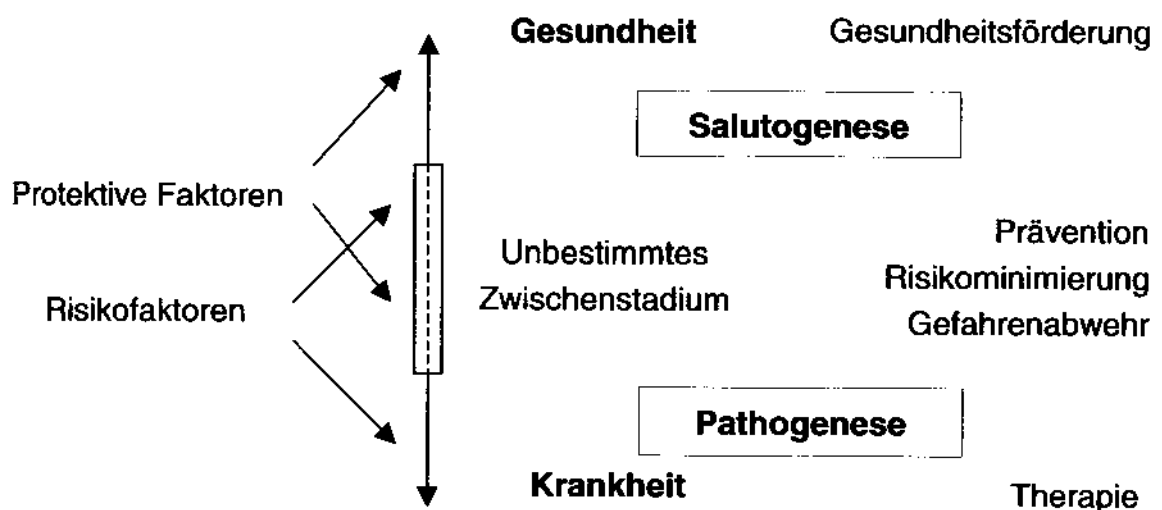 Gesundheit Gesundheitsförderung
Salutogenese
Protektive Faktoren
Risikofaktoren
Unbestimmtes
Zwischenstadium
Prävention
Risikominimierung
Gefahrenabwehr
Pathogenese
Krankheit
Therapie